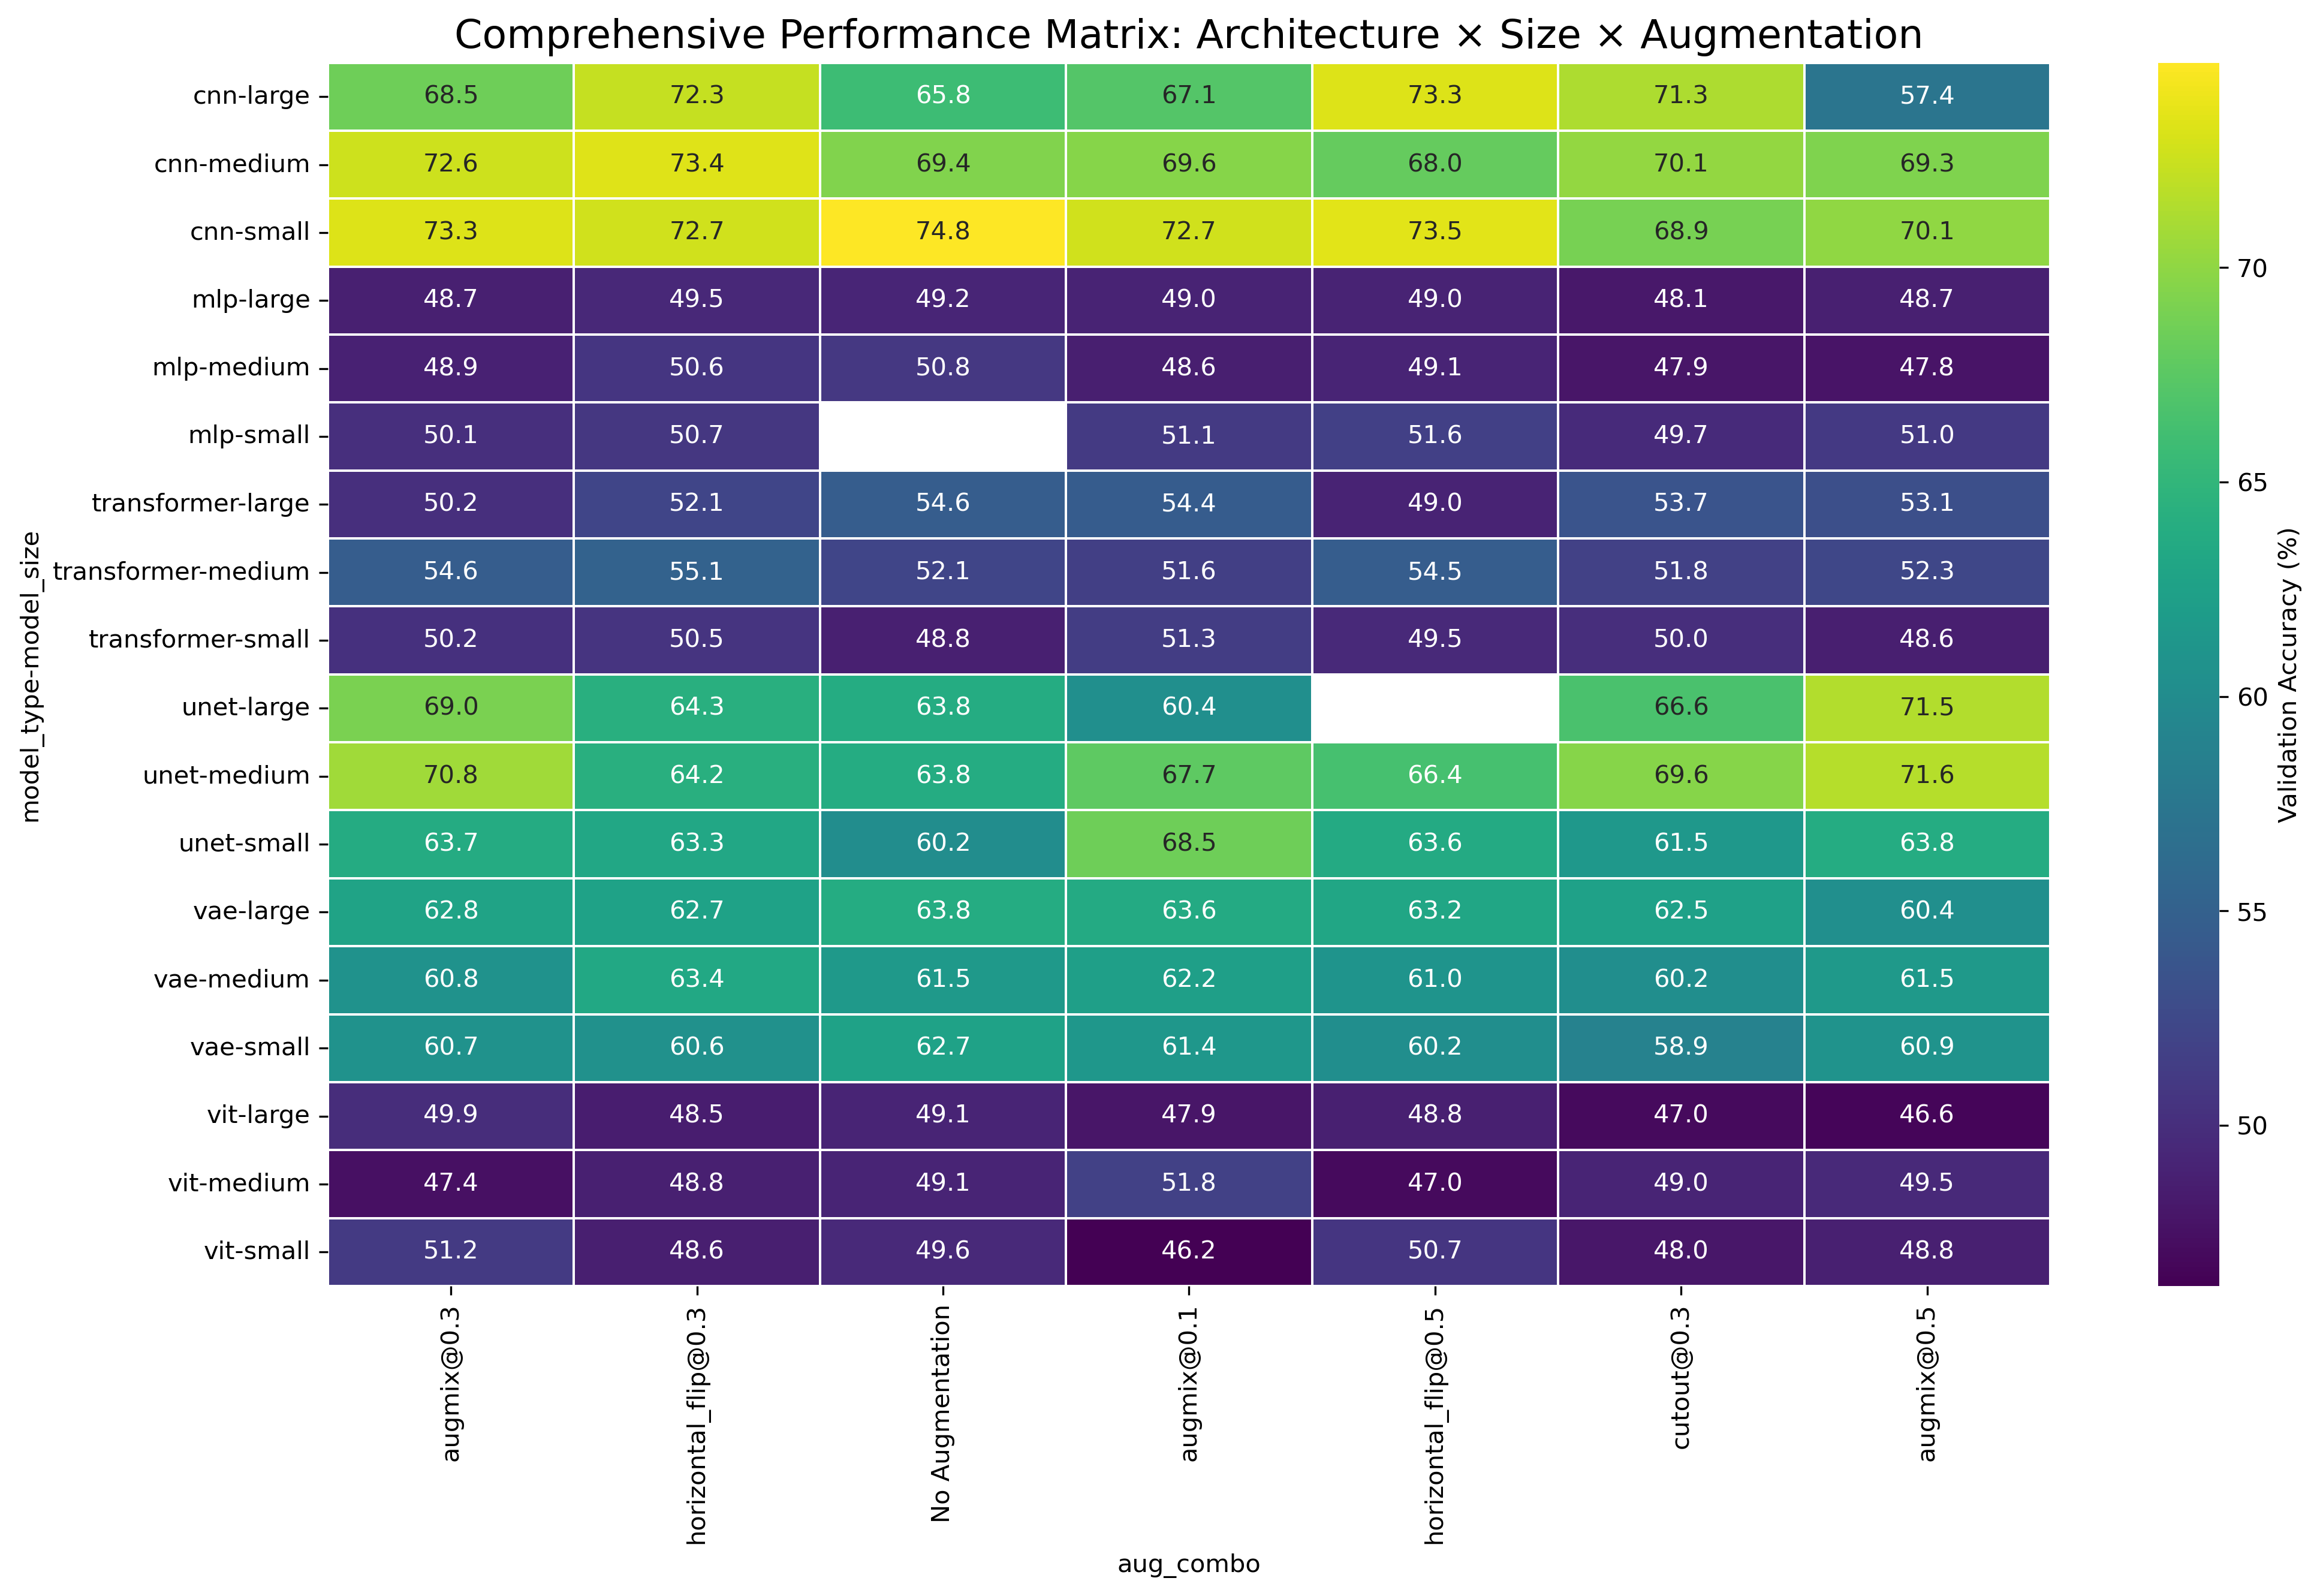 Comprehensive Performance Matrix: Architecture × Size × Augmentation
model_type-model_size
cnn-large 68.5 72.3 65.8 67.1 73.3 71.3 57.4
cnn-medium 72.6 73.4 69.4 69.6 68.0 70.1 69.3
cnn-small 73.3 72.7 74.8 72.7 73.5 68.9 70.1
mlp-large 48.7 49.5 49.2 49.0 49.0 48.1 48.7
mlp-medium 48.9 50.6 50.8 48.6 49.1 47.9 47.8
mlp-small 50.1 50.7 51.1 51.6 49.7 51.0
transformer-large 50.2 52.1 54.6 54.4 49.0 53.7 53.1
transformer-medium 54.6 55.1 52.1 51.6 54.5 51.8 52.3
transformer-small 50.2 50.5 48.8 51.3 49.5 50.0 48.6
unet-large 69.0 64.3 63.8 60.4 66.6 71.5
unet-medium 70.8 64.2 63.8 67.7 66.4 69.6 71.6
unet-small 63.7 63.3 60.2 68.5 63.6 61.5 63.8
vae-large 62.8 62.7 63.8 63.6 63.2 62.5 60.4
vae-medium 60.8 63.4 61.5 62.2 61.0 60.2 61.5
vae-small 60.7 60.6 62.7 61.4 60.2 58.9 60.9
vit-large 49.9 48.5 49.1 47.9 48.8 47.0 46.6
vit-medium 47.4 48.8 49.1 51.8 47.0 49.0 49.5
vit-small 51.2 48.6 49.6 46.2 50.7 48.0 48.8
augmix@0.3
horizontal_flip@0.3
No Augmentation
augmix@0.1
horizontal_flip@0.5
cutout@0.3
augmix@0.5
aug_combo
70
65
60
55
50
Validation Accuracy (%)